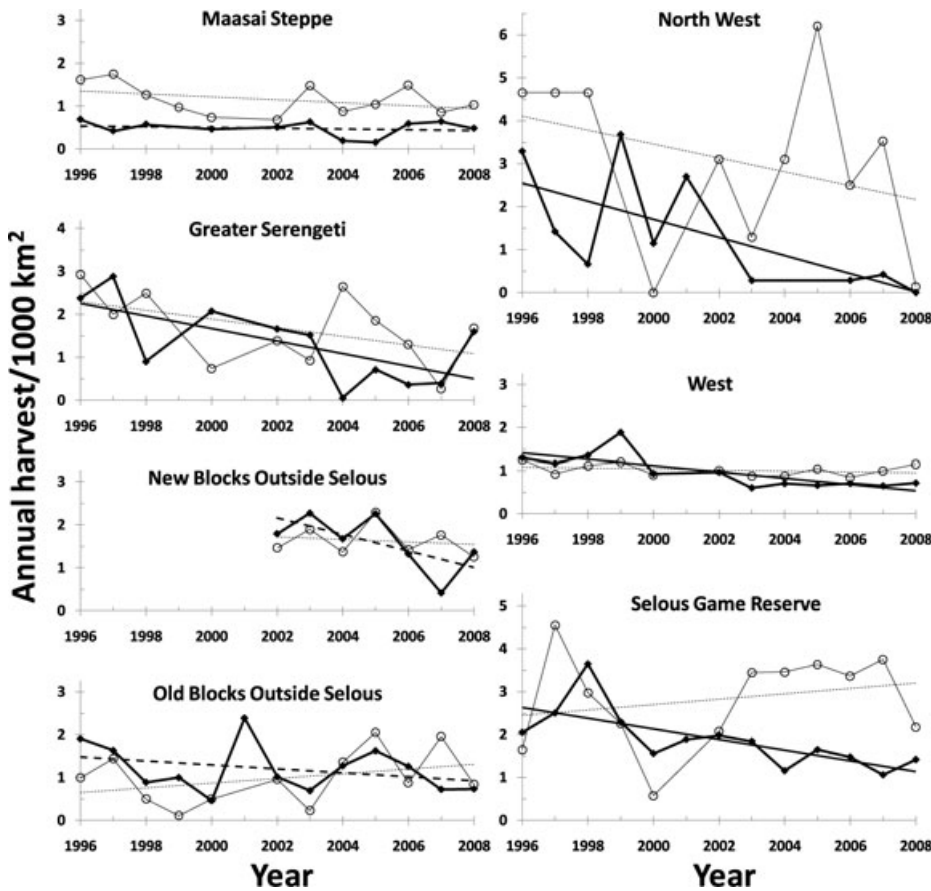 Annual harvest/1000 km²
Maasai Steppe
3
2
1
0
1996 1998 2000 2002 2004 2006 2008
Greater Serengeti
4
3
2
1
0
1996 1998 2000 2002 2004 2006 2008
New Blocks Outside Selous
3
2
1
0
1996 1998 2000 2002 2004 2006 2008
Old Blocks Outside Selous
3
2
1
0
1996 1998 2000 2002 2004 2006 2008
Year
North West
6
5
4
3
2
1
0
1996 1998 2000 2002 2004 2006 2008
West
3
2
1
0
1996 1998 2000 2002 2004 2006 2008
Selous Game Reserve
5
4
3
2
1
0
1996 1998 2000 2002 2004 2006 2008
Year